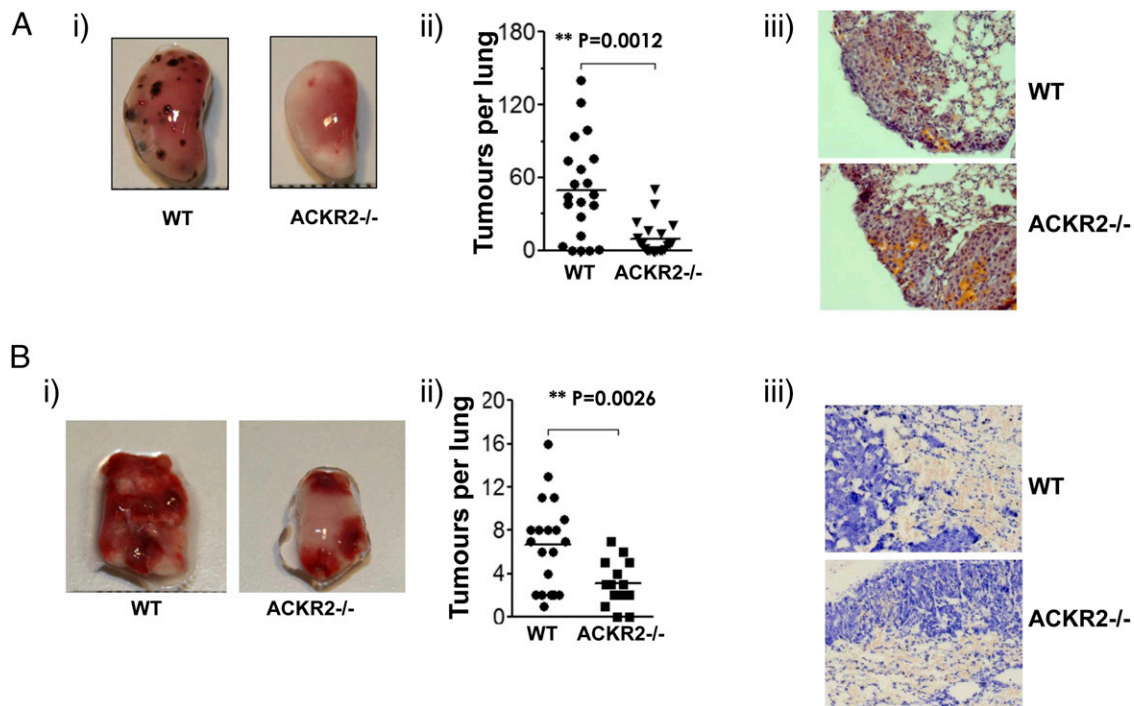 A
i)
WT
ACKR2-/-
ii)
** P=0.0012
Tumours per lung
180
120
60
0
WT
ACKR2-/-
iii)
WT
ACKR2-/-
B
i)
WT
ACKR2-/-
ii)
** P=0.0026
Tumours per lung
20
16
12
8
4
0
WT
ACKR2-/-
iii)
WT
ACKR2-/-